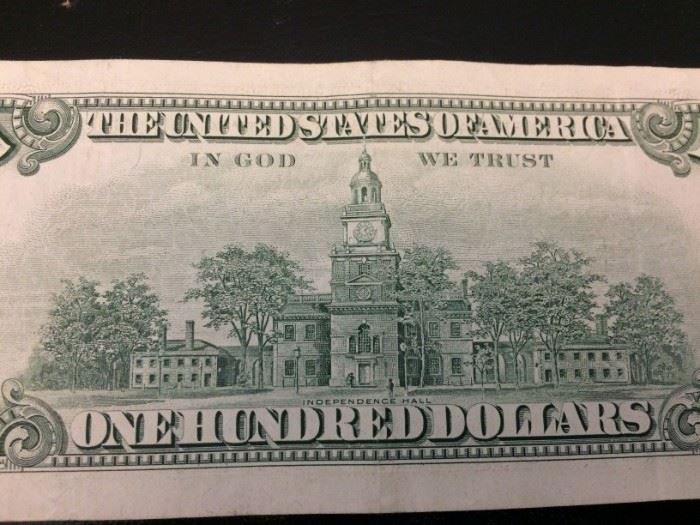 THE UNITED STATES OF AMERICA
IN GOD WE TRUST
INDEPENDENCE HALL
ONE HUNDRED DOLLARS